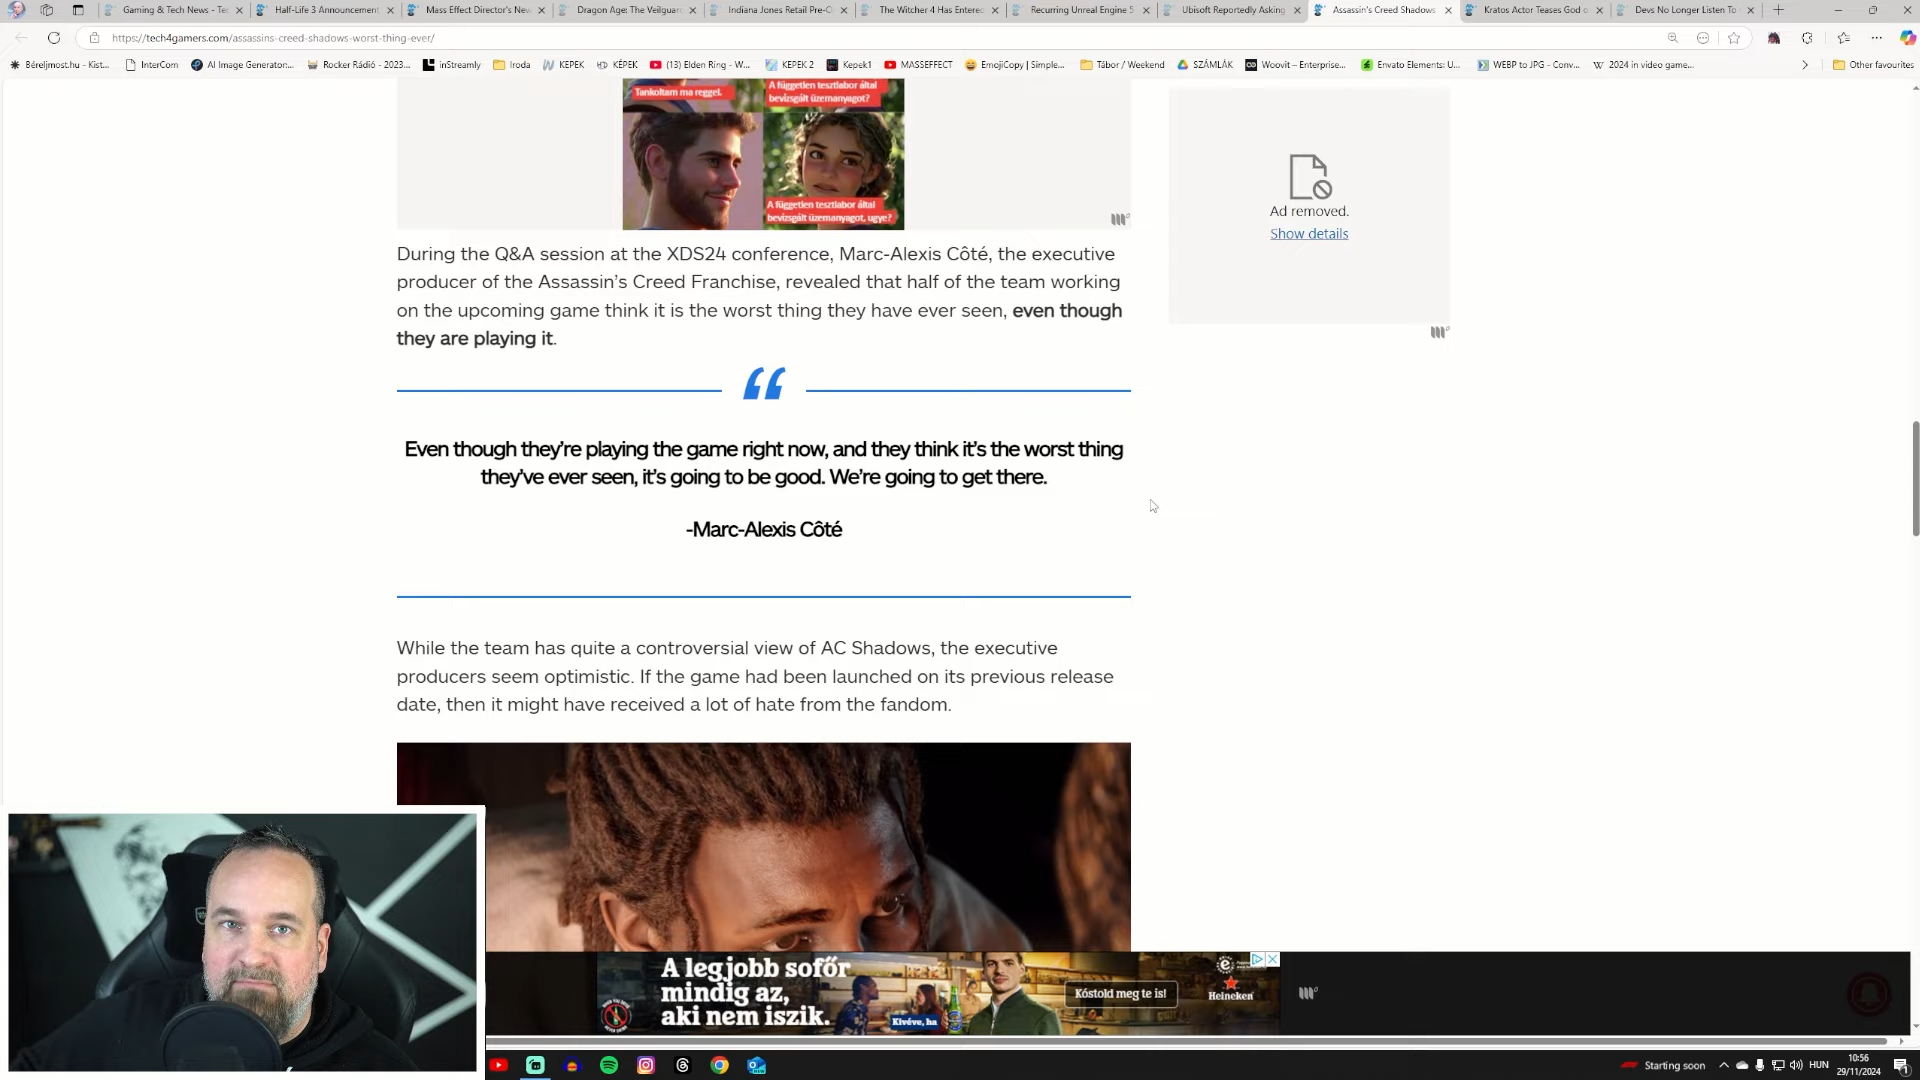 Gaming & Tech News - Te
Half-Life 3 Announcement
Mass Effect Director's New
Dragon Age: The Veilguar
Indiana Jones Retail Pre-O
The Witcher 4 Has Entere
Recurring Unreal Engine 5
Ubisoft Reportedly Asking
Assassin's Creed Shadows
Kratos Actor Teases God o
Devs No Longer Listen To
https://tech4gamers.com/assassins-creed-shadows-worst-thing-ever/
Béreljmost.hu - Kist...
InterCom
AI Image Generator:...
Rocker Rádió - 2023...
inStreamly
Iroda
KEPEK
KÉPEK
(13) Elden Ring - W...
KEPEK 2
Kepek1
MASSEFFECT
EmojiCopy | Simple...
Tábor / Weekend
SZÁMLÁK
Woovit – Enterprise...
Envato Elements: U...
WEBP to JPG - Conv...
2024 in video game...
Other favourites
Tankoltam ma reggel.
A független tesztlabor által
bevizsgált üzemanyagot?
A független tesztlabor által
bevizsgált üzemanyagot, ugye?
Ad removed.
Show details
During the Q&A session at the XDS24 conference, Marc-Alexis Côté, the executive
producer of the Assassin's Creed Franchise, revealed that half of the team working
on the upcoming game think it is the worst thing they have ever seen, even though
they are playing it.
“
Even though they're playing the game right now, and they think it's the worst thing
they've ever seen, it's going to be good. We're going to get there.
-Marc-Alexis Côté
While the team has quite a controversial view of AC Shadows, the executive
producers seem optimistic. If the game had been launched on its previous release
date, then it might have received a lot of hate from the fandom.
A legjobb sofőr
mindig az,
aki nem iszik.
Kivéve, ha
Kóstold meg te is!
Heineken
Starting soon
HUN
10:56
29/11/2024